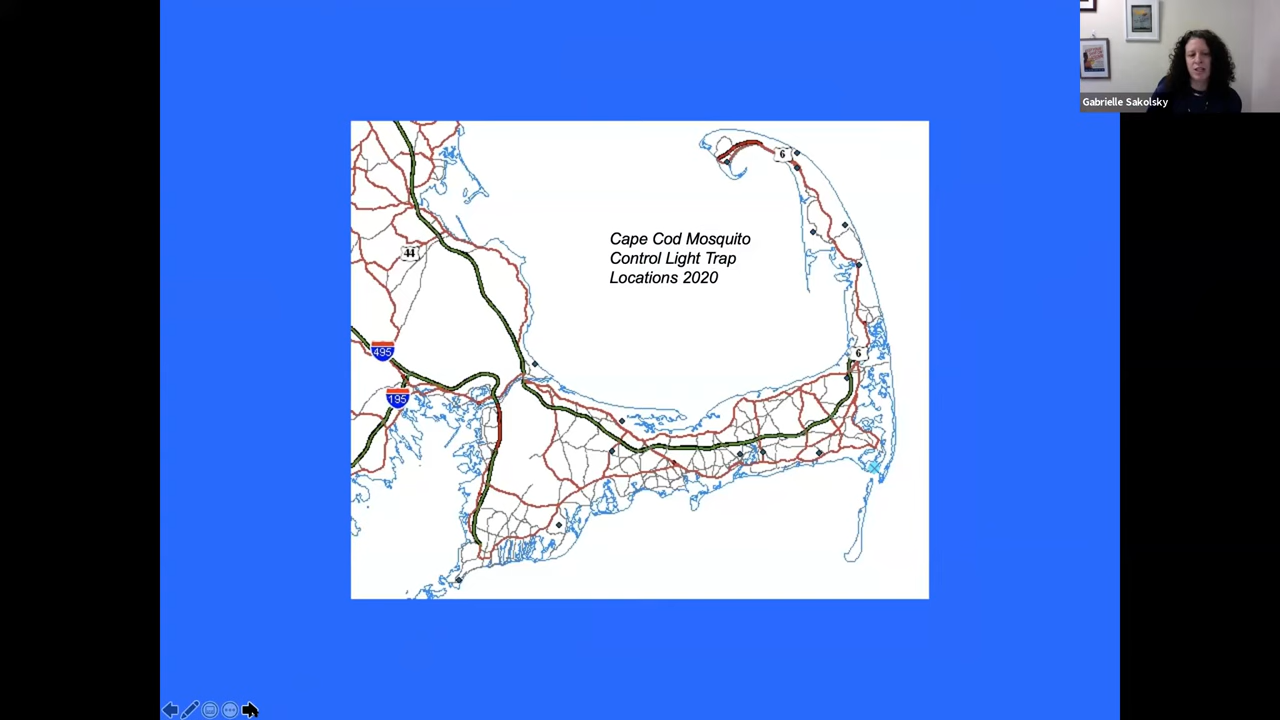 Gabrielle Sakolsky
6
Cape Cod Mosquito
Control Light Trap
Locations 2020
44
495
6
195